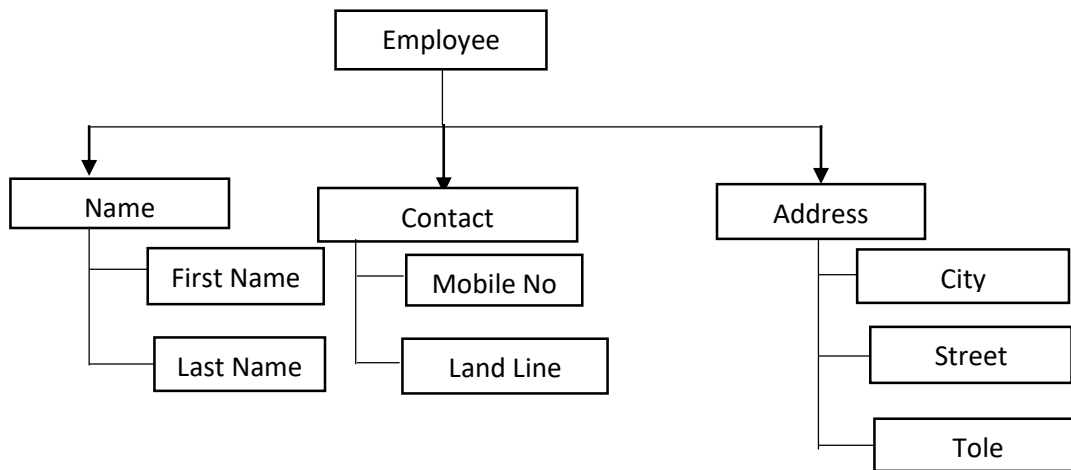 Employee
Name
Contact
Address
First Name
Mobile No
City
Last Name
Land Line
Street
Tole